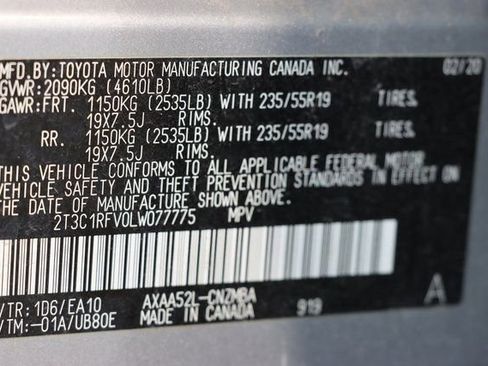 MFD.BY:TOYOTA MOTOR MANUFACTURING CANADA INC. 02/20
GVWR:2090KG (4610LB)
GAWR:FRT. 1150KG (2535LB) WITH 235/55R19 TIRES,
19X7.5J RIMS.
RR. 1150KG (2535LB) WITH 235/55R19 TIRES,
19X7.5J RIMS.
THIS VEHICLE CONFORMS TO ALL APPLICABLE FEDERAL MOTOR
VEHICLE SAFETY AND THEFT PREVENTION STANDARDS IN EFFECT ON
THE DATE OF MANUFACTURE SHOWN ABOVE.
2T3C1RFV0LW077775 MPV
/TR: 1D6/EA10 AXAA52L-CNZMBA 919 A
/TM:-01A/UB80E MADE IN CANADA